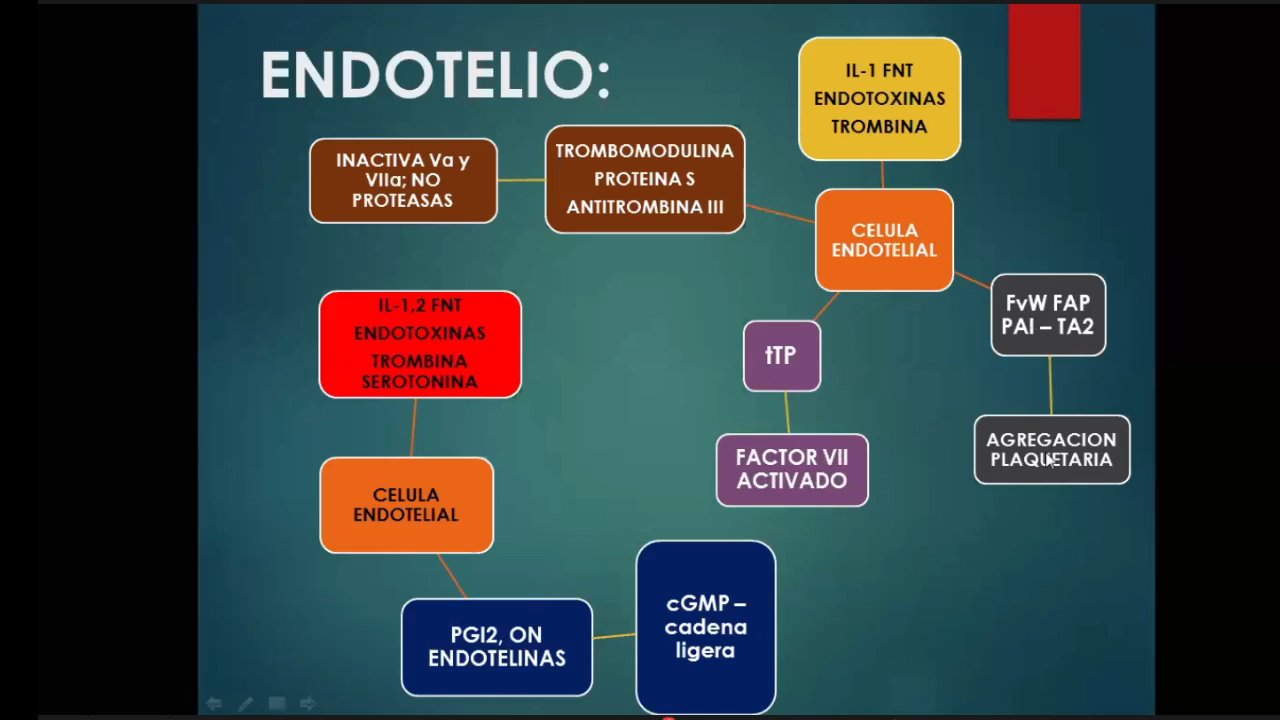 ENDOTELIO:
IL-1 FNT
ENDOTOXINAS
TROMBINA
INACTIVA Va y
VIIa; NO
PROTEASAS
TROMBOMODULINA
PROTEINA S
ANTITROMBINA III
CELULA
ENDOTELIAL
FvW FAP
PAI – TA2
AGREGACION
PLAQUETARIA
tTP
FACTOR VII
ACTIVADO
IL-1,2 FNT
ENDOTOXINAS
TROMBINA
SEROTONINA
CELULA
ENDOTELIAL
PGI2, ON
ENDOTELINAS
cGMP –
cadena
ligera